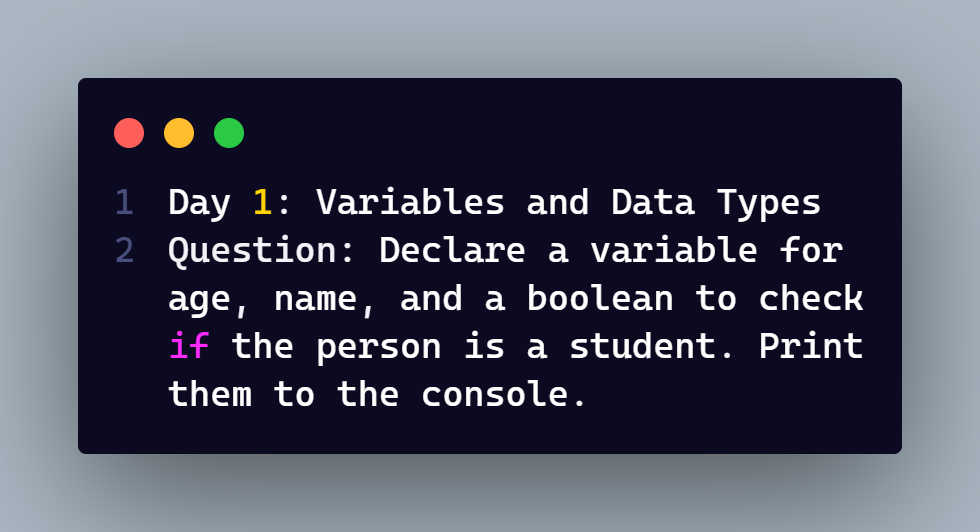 1 Day 1: Variables and Data Types
2 Question: Declare a variable for
age, name, and a boolean to check
if the person is a student. Print
them to the console.